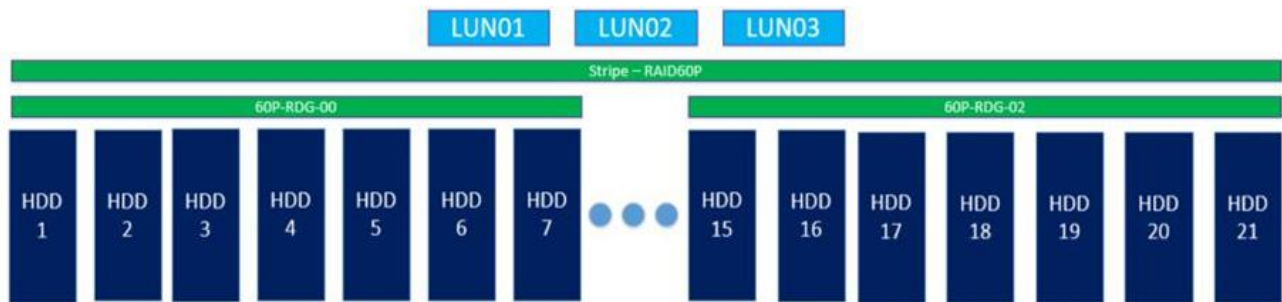 LUN01 LUN02 LUN03
Stripe – RAID60P
60P-RDG-00 60P-RDG-02
HDD HDD HDD HDD HDD HDD HDD HDD HDD HDD HDD HDD HDD HDD
1 2 3 4 5 6 7 15 16 17 18 19 20 21